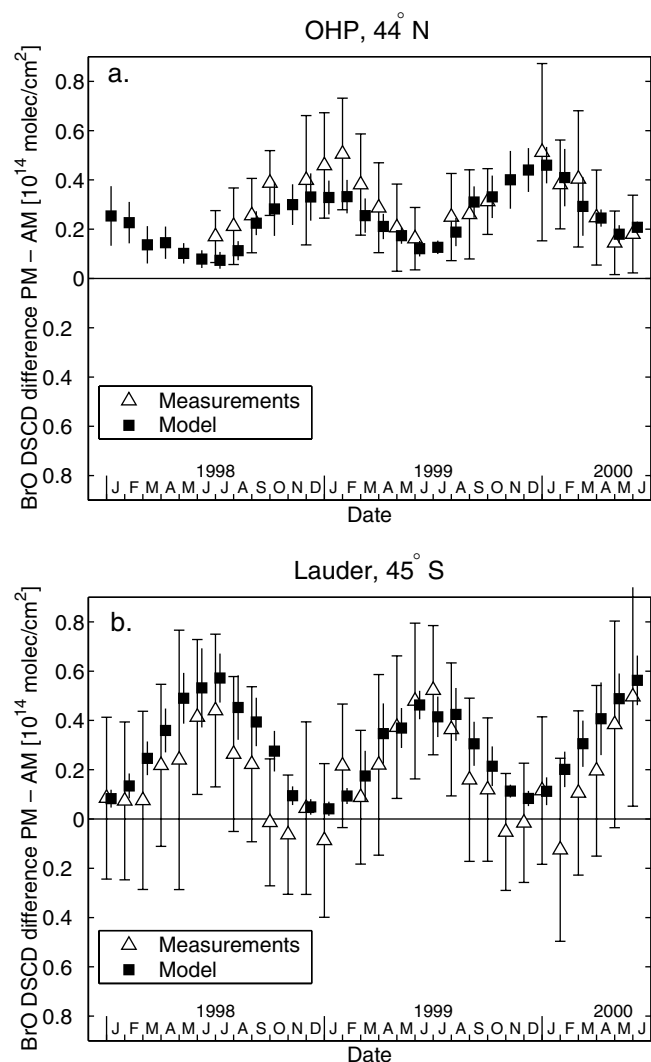 OHP, 44° N
a.
BrO DSCD difference PM – AM [10^14 molec/cm^2]
0.8
0.6
0.4
0.2
0
0.2
0.4
0.6
0.8
Measurements
Model
1998 1999 2000
J F M A M J J A S O N D J F M A M J J A S O N D J F M A M J
Date
Lauder, 45° S
b.
BrO DSCD difference PM – AM [10^14 molec/cm^2]
0.8
0.6
0.4
0.2
0
0.2
0.4
0.6
0.8
Measurements
Model
1998 1999 2000
J F M A M J J A S O N D J F M A M J J A S O N D J F M A M J
Date